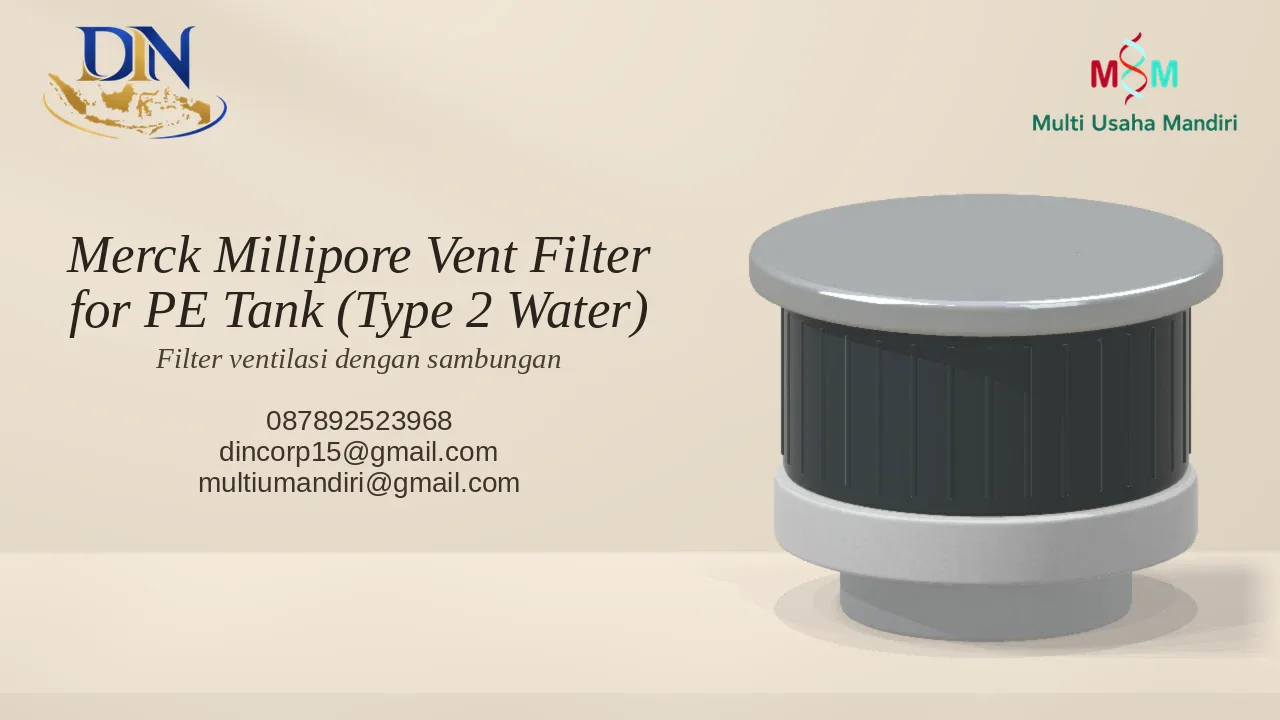 DN
M M
Multi Usaha Mandiri
Merck Millipore Vent Filter
for PE Tank (Type 2 Water)
Filter ventilasi dengan sambungan
087892523968
dincorp15@gmail.com
multiumandiri@gmail.com